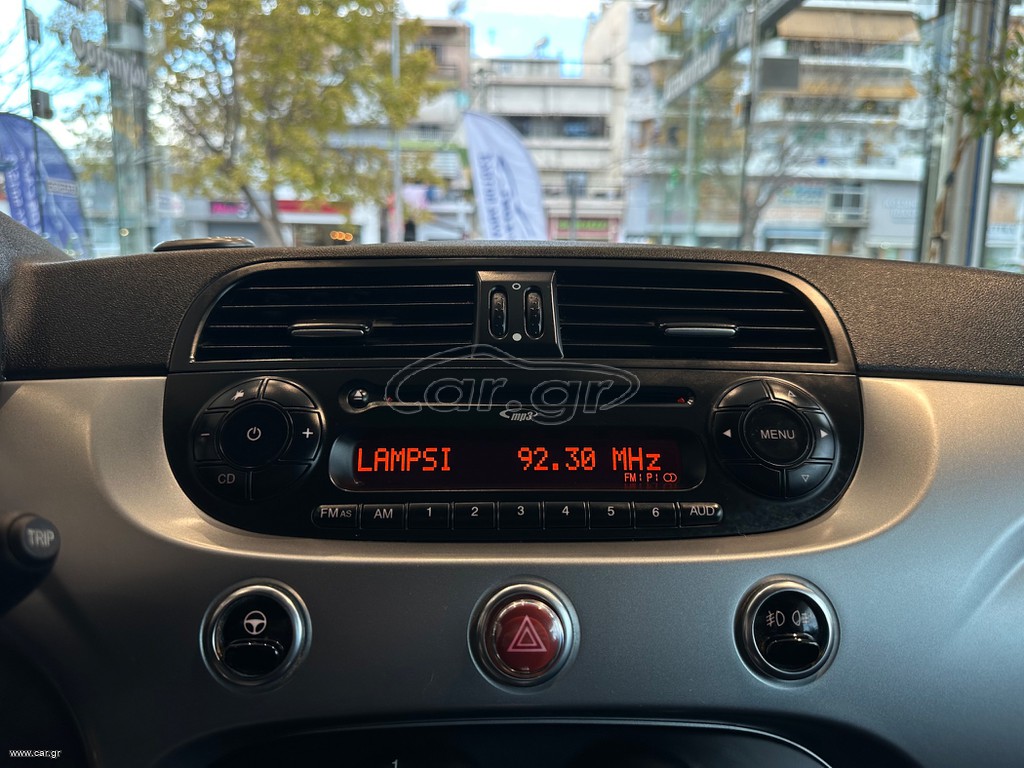 car.gr
mp3
MENU
CD
LAMPSI 92.30 MHz
FM P
FM AS AM 1 2 3 4 5 6 AUD
TRIP
1
www.car.gr